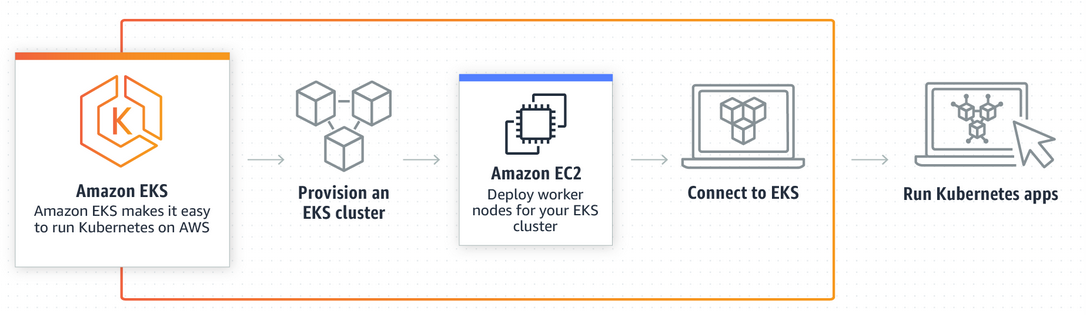 K
Amazon EKS
Amazon EKS makes it easy
to run Kubernetes on AWS
Provision an
EKS cluster
Amazon EC2
Deploy worker
nodes for your EKS
cluster
Connect to EKS
Run Kubernetes apps